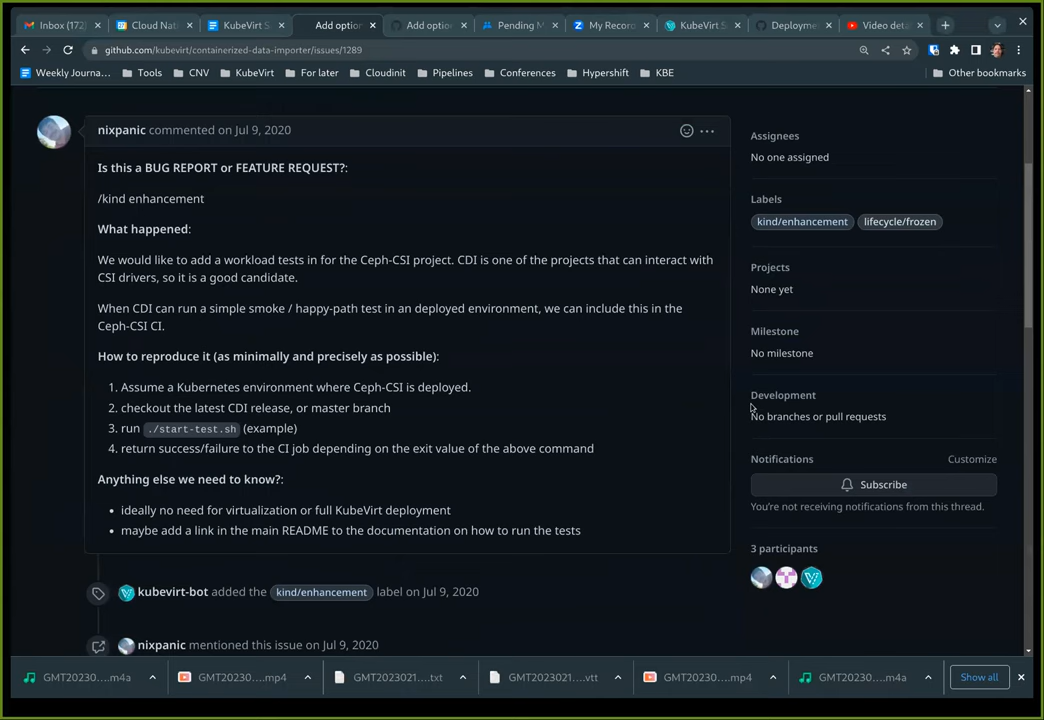 Inbox (172
Cloud Nat
KubeVirt S
Add option
Add option
Pending M
My Record
KubeVirt S
Deployme
Video deta
github.com/kubevirt/containerized-data-importer/issues/1289
Weekly Journa...
Tools
CNV
KubeVirt
For later
Cloudinit
Pipelines
Conferences
Hypershift
KBE
Other bookmarks
nixpanic commented on Jul 9, 2020
Is this a BUG REPORT or FEATURE REQUEST?:
/kind enhancement
What happened:
We would like to add a workload tests in for the Ceph-CSI project. CDI is one of the projects that can interact with
CSI drivers, so it is a good candidate.
When CDI can run a simple smoke / happy-path test in an deployed environment, we can include this in the
Ceph-CSI CI.
How to reproduce it (as minimally and precisely as possible):
1. Assume a Kubernetes environment where Ceph-CSI is deployed.
2. checkout the latest CDI release, or master branch
3. run ./start-test.sh (example)
4. return success/failure to the CI job depending on the exit value of the above command
Anything else we need to know?:
• ideally no need for virtualization or full KubeVirt deployment
• maybe add a link in the main README to the documentation on how to run the tests
kubevirt-bot added the kind/enhancement label on Jul 9, 2020
nixpanic mentioned this issue on Jul 9, 2020
Assignees
No one assigned
Labels
kind/enhancement
lifecycle/frozen
Projects
None yet
Milestone
No milestone
Development
No branches or pull requests
Notifications
Customize
Subscribe
You're not receiving notifications from this thread.
3 participants
GMT20230....m4a
GMT20230....mp4
GMT2023021....txt
GMT2023021....vtt
GMT20230....mp4
GMT20230....m4a
Show all